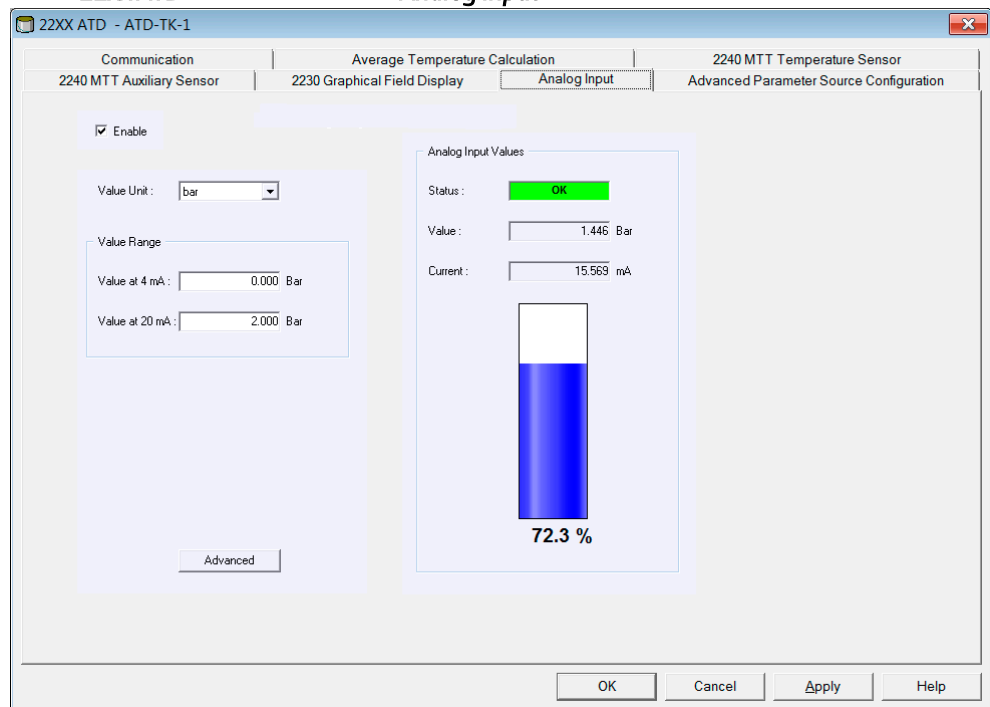 22XX ATD - ATD-TK-1
Communication Average Temperature Calculation 2240 MTT Temperature Sensor
2240 MTT Auxiliary Sensor 2230 Graphical Field Display Analog Input Advanced Parameter Source Configuration
Enable
Value Unit : bar
Value Range
Value at 4 mA : 0.000 Bar
Value at 20 mA : 2.000 Bar
Advanced
Analog Input Values
Status : OK
Value : 1.446 Bar
Current : 15.569 mA
72.3 %
OK Cancel Apply Help